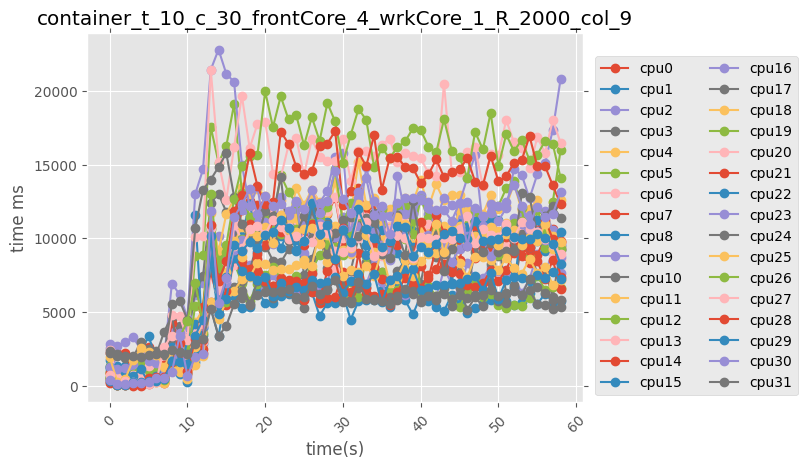 container_t_10_c_30_frontCore_4_wrkCore_1_R_2000_col_9
time ms
20000
15000
10000
5000
0
0
10
20
30
40
50
60
time(s)
cpu0
cpu1
cpu2
cpu3
cpu4
cpu5
cpu6
cpu7
cpu8
cpu9
cpu10
cpu11
cpu12
cpu13
cpu14
cpu15
cpu16
cpu17
cpu18
cpu19
cpu20
cpu21
cpu22
cpu23
cpu24
cpu25
cpu26
cpu27
cpu28
cpu29
cpu30
cpu31